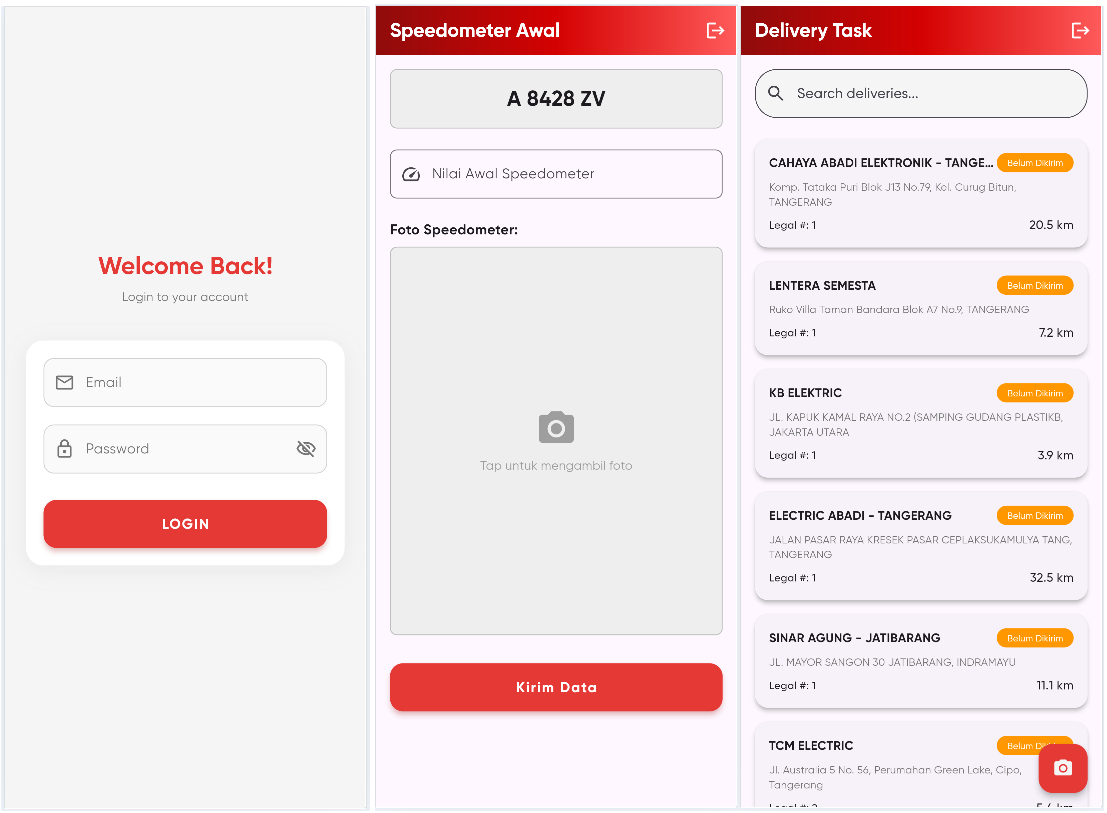 Welcome Back!
Login to your account
Email
Password
LOGIN
Speedometer Awal
A 8428 ZV
Nilai Awal Speedometer
Foto Speedometer:
Tap untuk mengambil foto
Kirim Data
Delivery Task
Search deliveries...
CAHAYA ABADI ELEKTRONIK - TANGE... Belum Dikirim
Komp. Tataka Puri Blok J13 No.79, Kel. Curug Bitun,
TANGERANG
Legal #: 1 20.5 km
LENTERA SEMESTA Belum Dikirim
Ruko Villa Taman Bandara Blok A7 No.9, TANGERANG
Legal #: 1 7.2 km
KB ELEKTRIC Belum Dikirim
JL. KAPUK KAMAL RAYA NO.2 (SAMPING GUDANG PLASTIKB,
JAKARTA UTARA
Legal #: 1 3.9 km
ELECTRIC ABADI - TANGERANG Belum Dikirim
JALAN PASAR RAYA KRESEK PASAR CEPLAKSUKAMULYA TANG,
TANGERANG
Legal #: 1 32.5 km
SINAR AGUNG - JATIBARANG Belum Dikirim
JL. MAYOR SANGON 30 JATIBARANG, INDRAMAYU
Legal #: 1 11.1 km
TCM ELECTRIC Belum
Jl. Australia 5 No. 56, Perumahan Green Lake, Cipo,
Tangerang